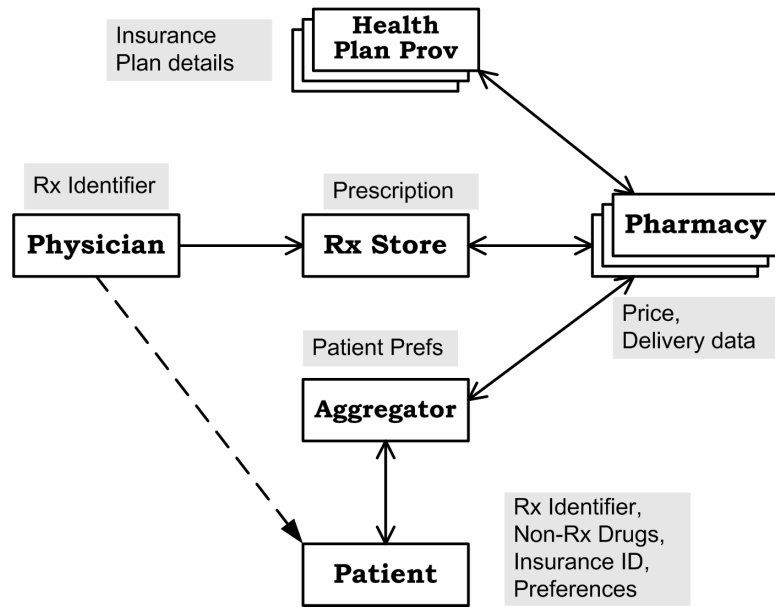 Insurance
Plan details
Health
Plan Prov
Rx Identifier
Physician
Prescription
Rx Store
Pharmacy
Price,
Delivery data
Patient Prefs
Aggregator
Rx Identifier,
Non-Rx Drugs,
Insurance ID,
Preferences
Patient